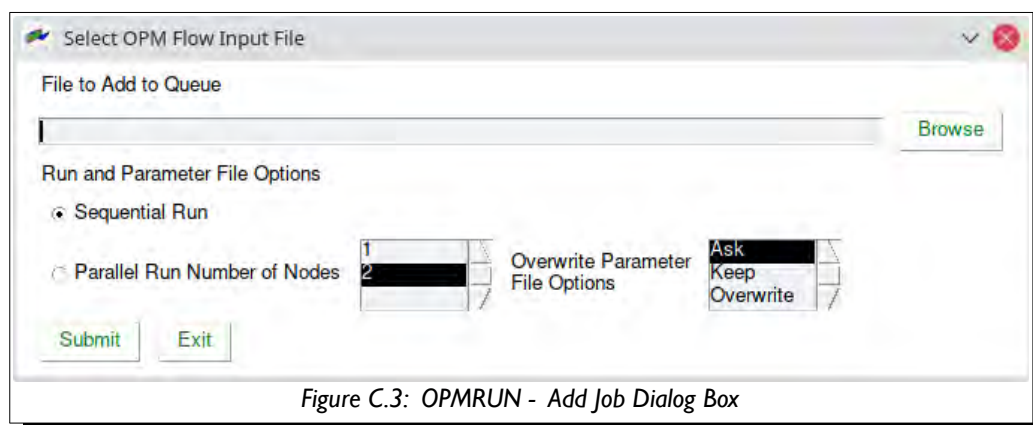 Select OPM Flow Input File
File to Add to Queue
Browse
Run and Parameter File Options
Sequential Run
Parallel Run Number of Nodes
1
2
Overwrite Parameter
File Options
Ask
Keep
Overwrite
Submit Exit
Figure C.3: OPMRUN - Add Job Dialog Box